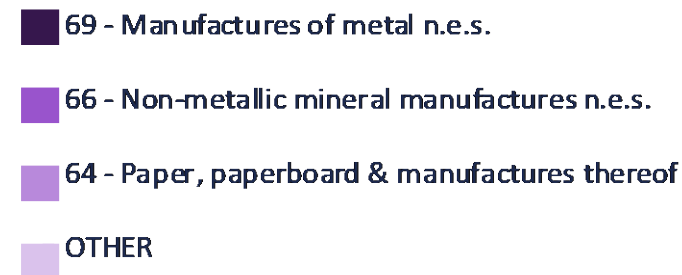 69 - Manufactures of metal n.e.s.
66 - Non-metallic mineral manufactures n.e.s.
64 - Paper, paperboard & manufactures thereof
OTHER